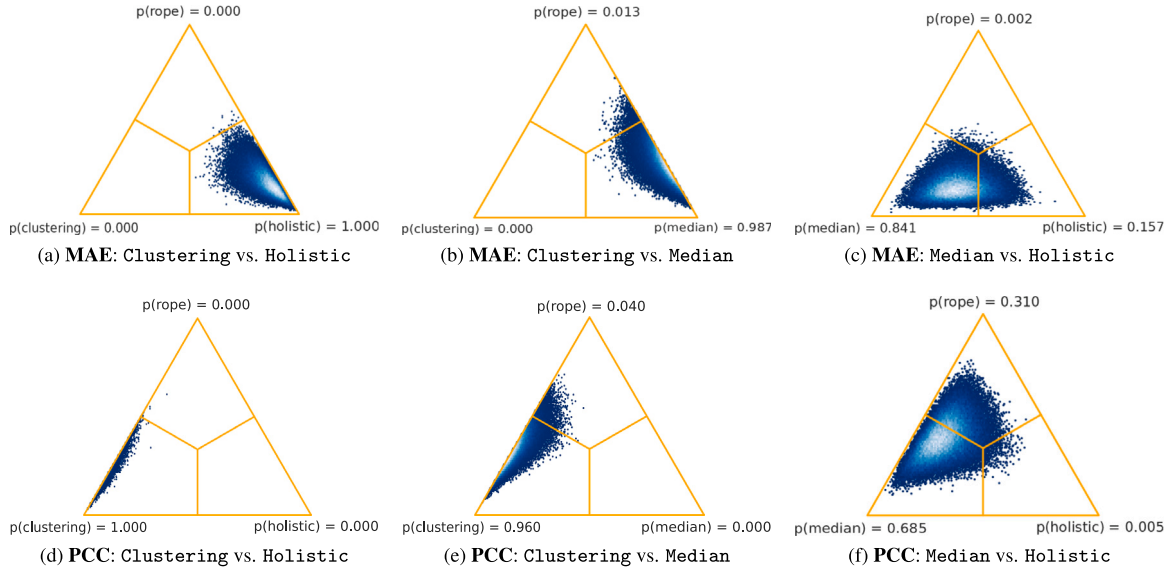 p(rope) = 0.000
p(clustering) = 0.000
p(holistic) = 1.000
(a) MAE: Clustering vs. Holistic
p(rope) = 0.013
p(clustering) = 0.000
p(median) = 0.987
(b) MAE: Clustering vs. Median
p(rope) = 0.002
p(median) = 0.841
p(holistic) = 0.157
(c) MAE: Median vs. Holistic
p(rope) = 0.000
p(clustering) = 1.000
p(holistic) = 0.000
(d) PCC: Clustering vs. Holistic
p(rope) = 0.040
p(clustering) = 0.960
p(median) = 0.000
(e) PCC: Clustering vs. Median
p(rope) = 0.310
p(median) = 0.685
p(holistic) = 0.005
(f) PCC: Median vs. Holistic